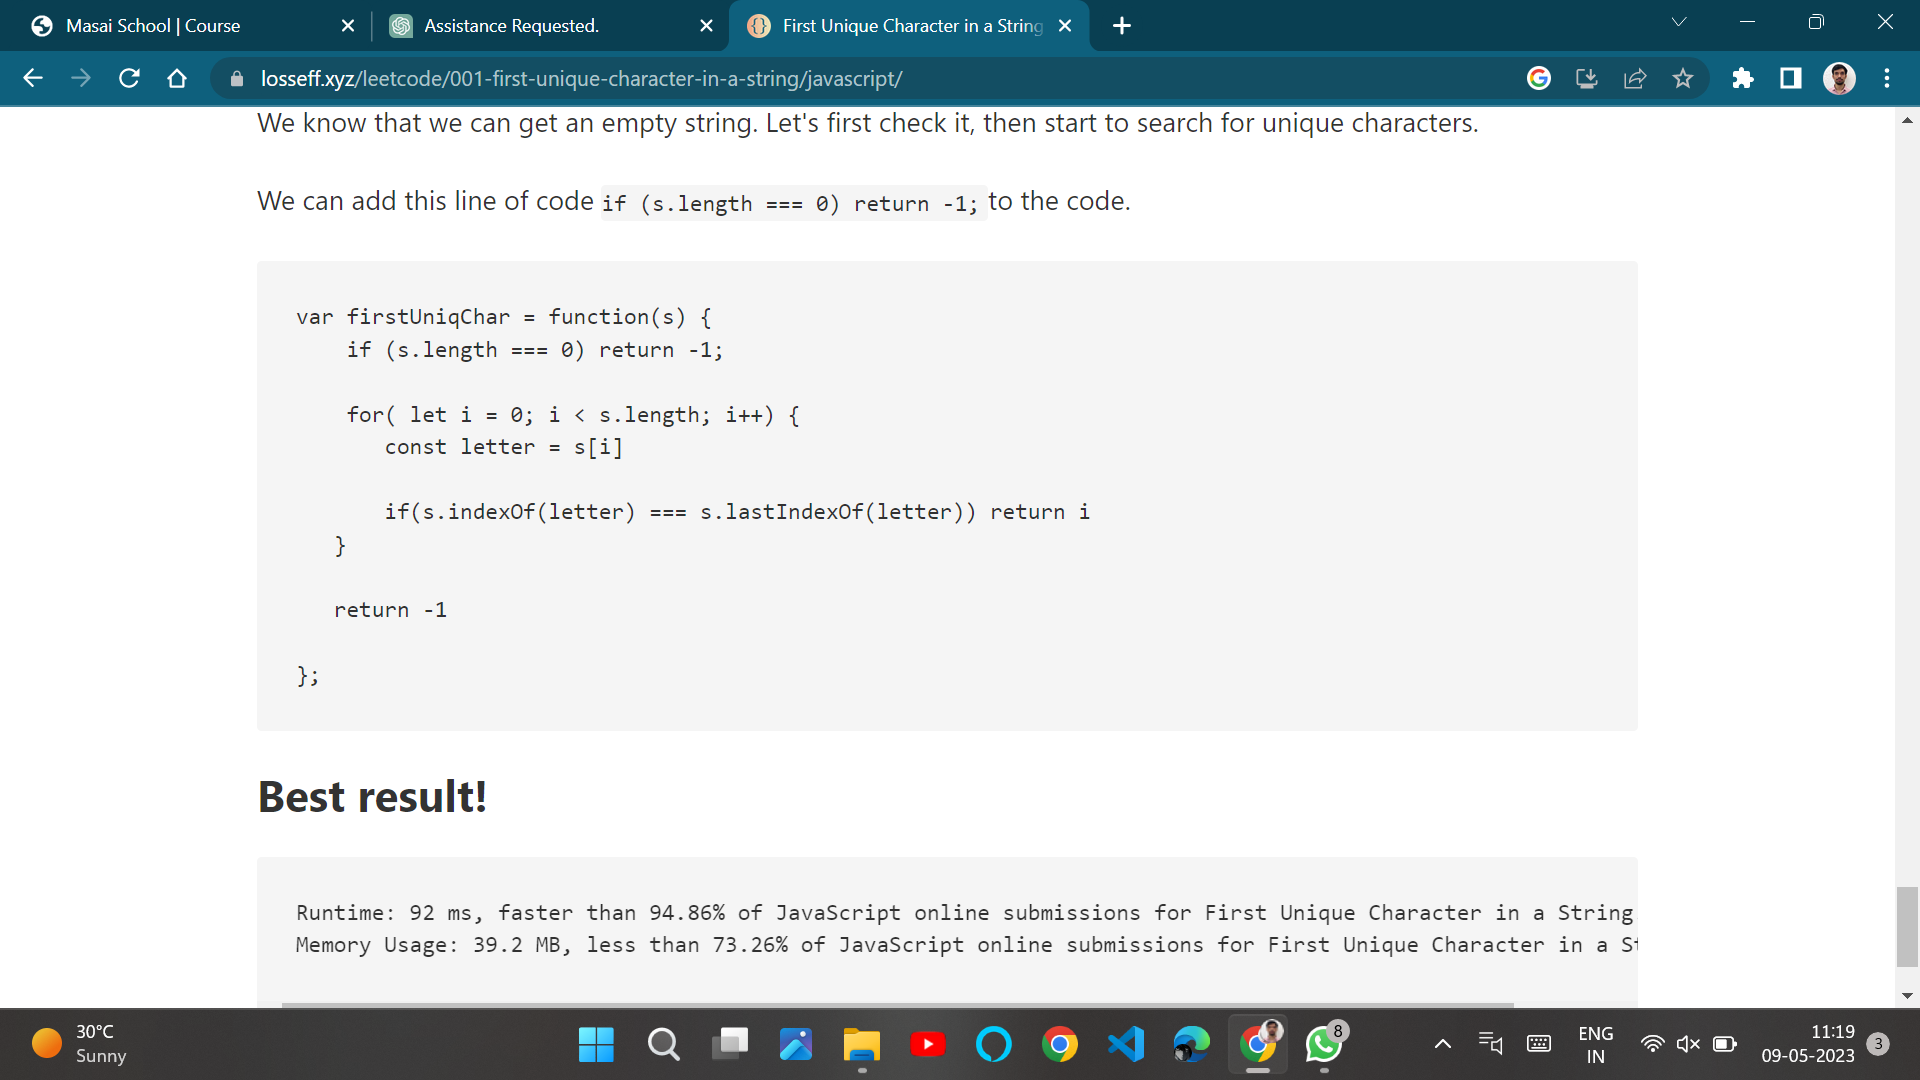 Masai School | Course
Assistance Requested.
First Unique Character in a String
losseff.xyz/leetcode/001-first-unique-character-in-a-string/javascript/
We know that we can get an empty string. Let's first check it, then start to search for unique characters.
We can add this line of code if (s.length === 0) return -1; to the code.
var firstUniqChar = function(s) {
if (s.length === 0) return -1;
for( let i = 0; i < s.length; i++) {
const letter = s[i]
if(s.indexOf(letter) === s.lastIndexOf(letter)) return i
}
return -1
};
Best result!
Runtime: 92 ms, faster than 94.86% of JavaScript online submissions for First Unique Character in a String
Memory Usage: 39.2 MB, less than 73.26% of JavaScript online submissions for First Unique Character in a St
30°C
Sunny
8
ENG
IN
11:19
09-05-2023
3